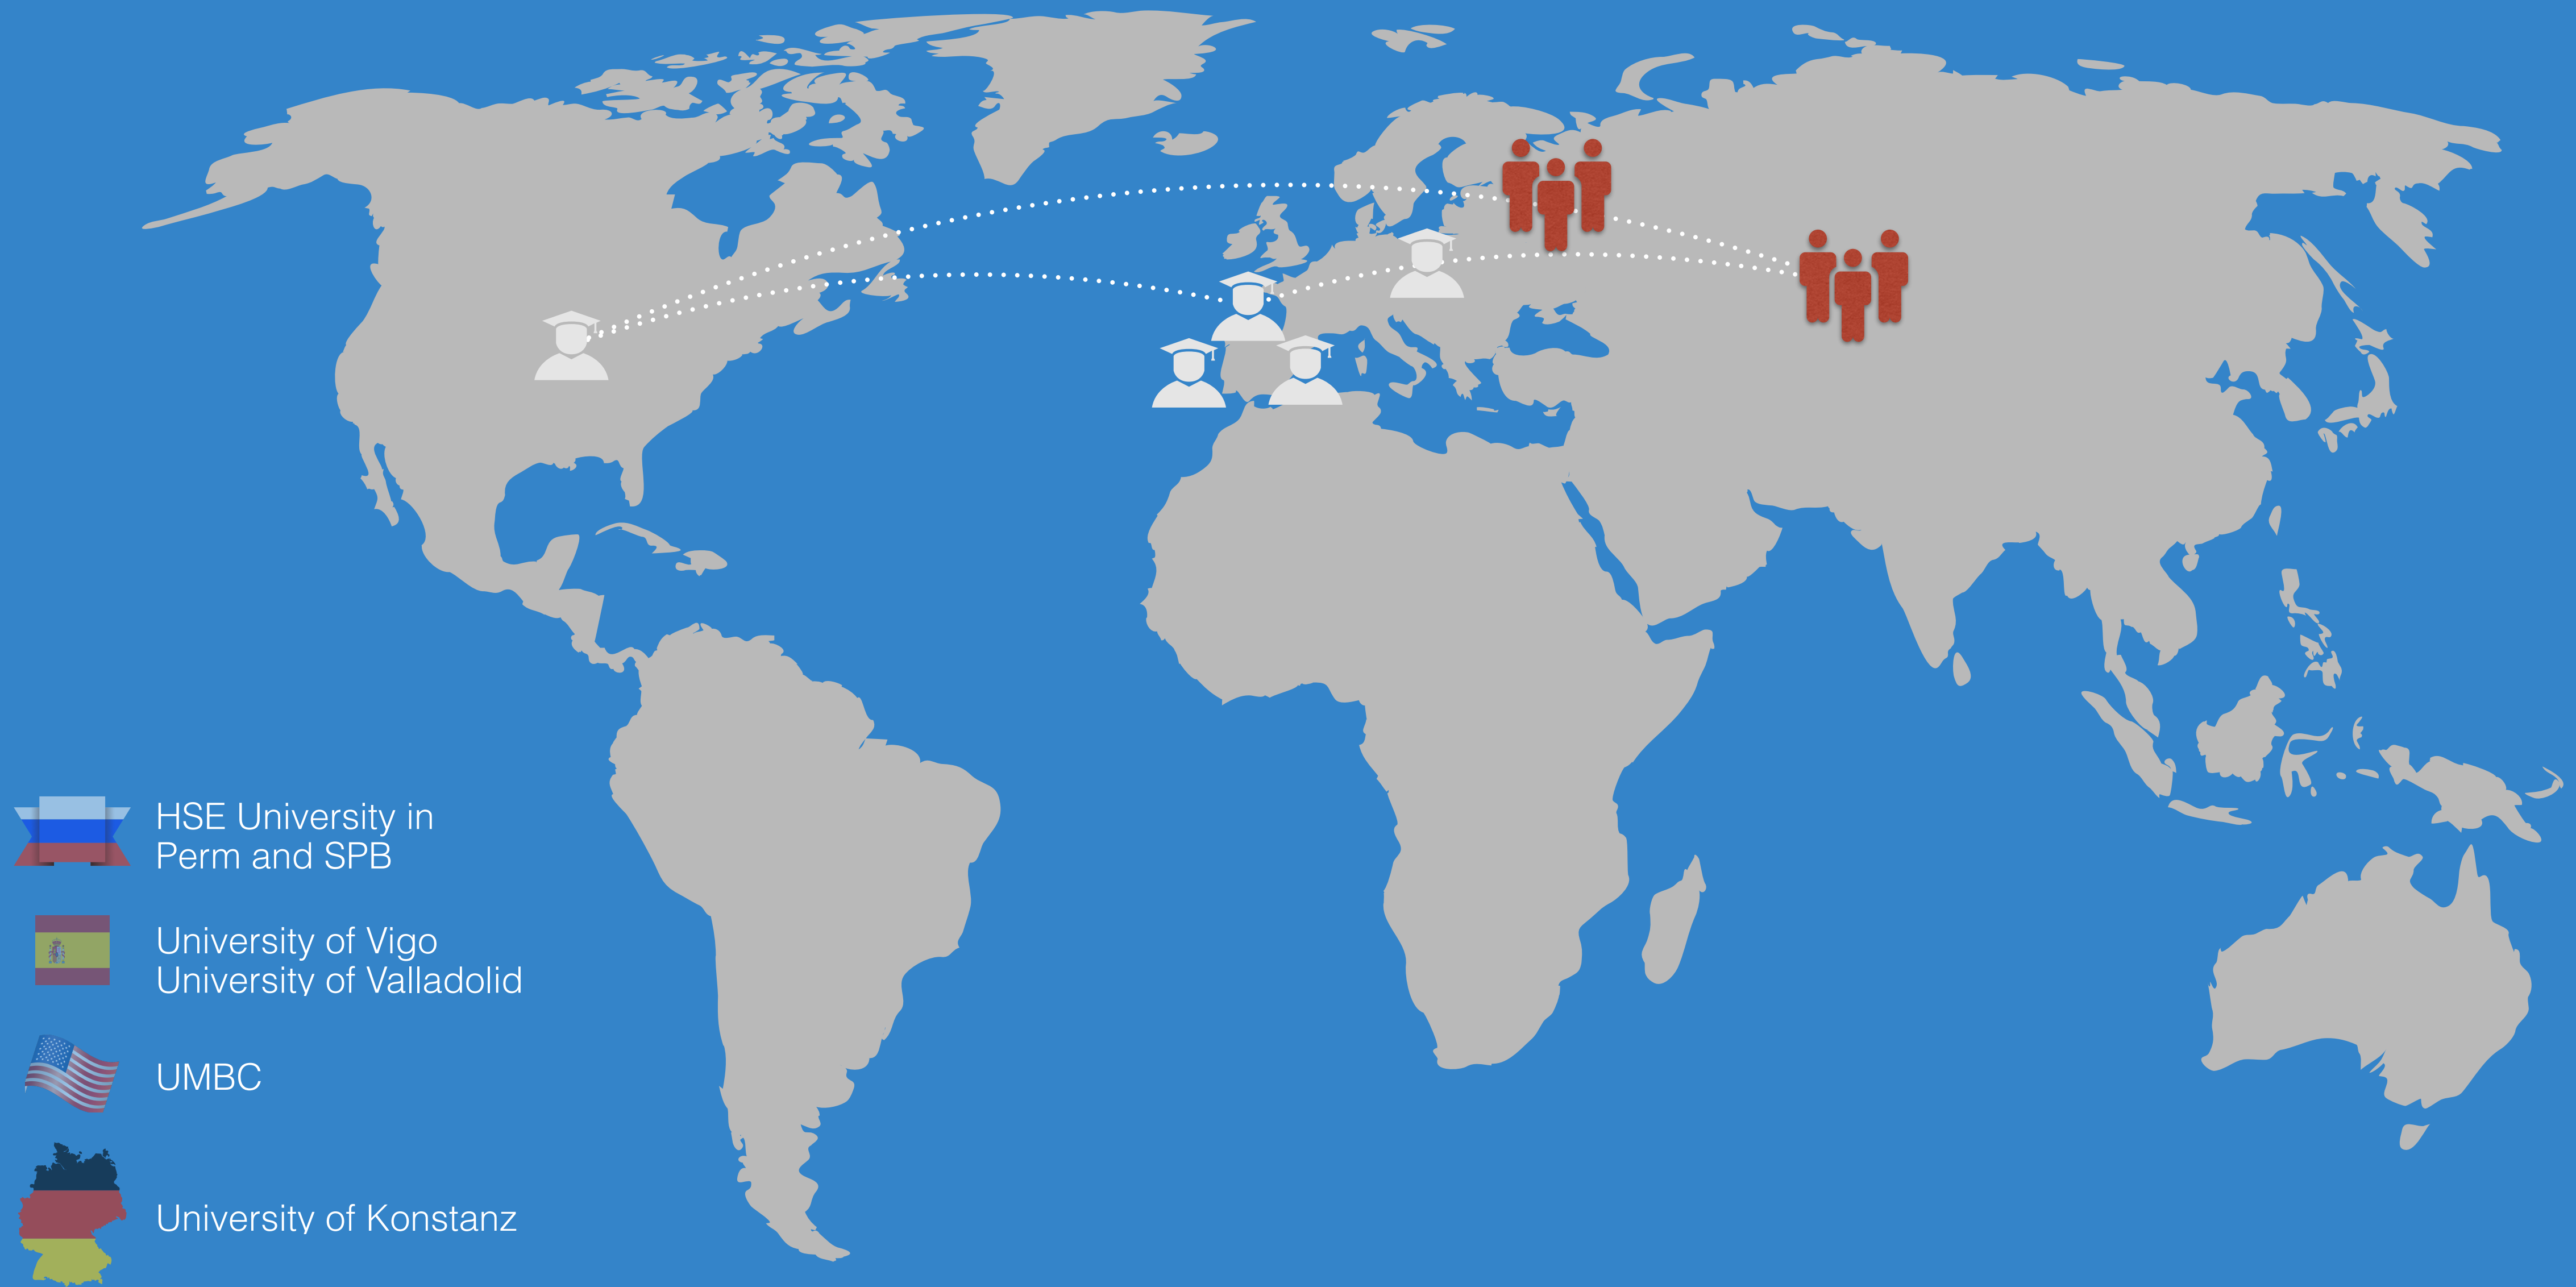 HSE University in
Perm and SPB
University of Vigo
University of Valladolid
UMBC
University of Konstanz